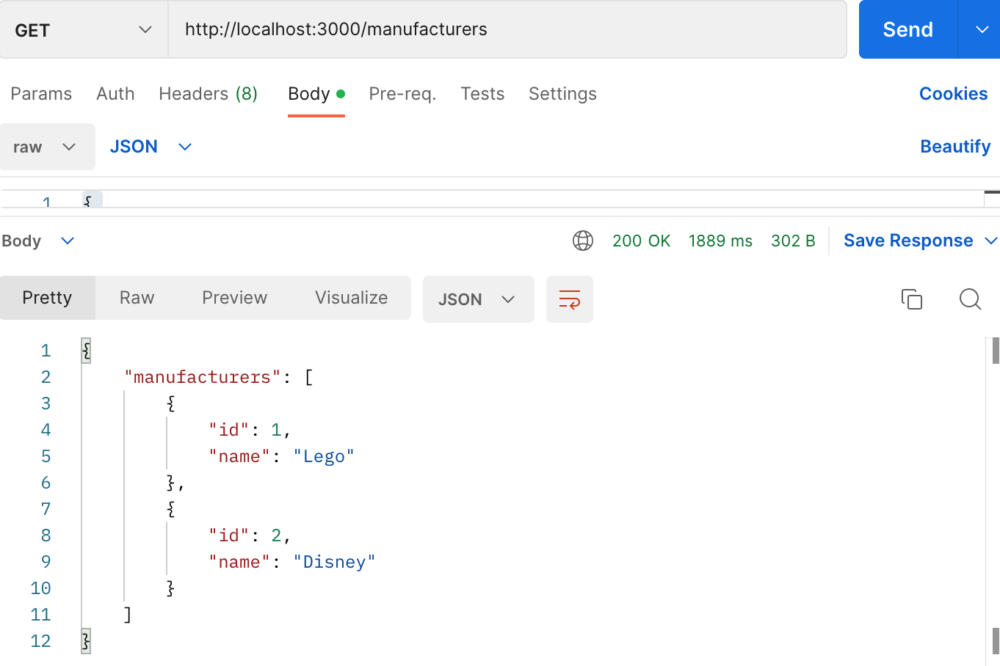 GET http://localhost:3000/manufacturers Send
Params Auth Headers (8) Body Pre-req. Tests Settings Cookies
raw JSON Beautify
1 {
Body 200 OK 1889 ms 302 B Save Response
Pretty Raw Preview Visualize JSON
1 {
2 "manufacturers": [
3 {
4 "id": 1,
5 "name": "Lego"
6 },
7 {
8 "id": 2,
9 "name": "Disney"
10 }
11 ]
12 }